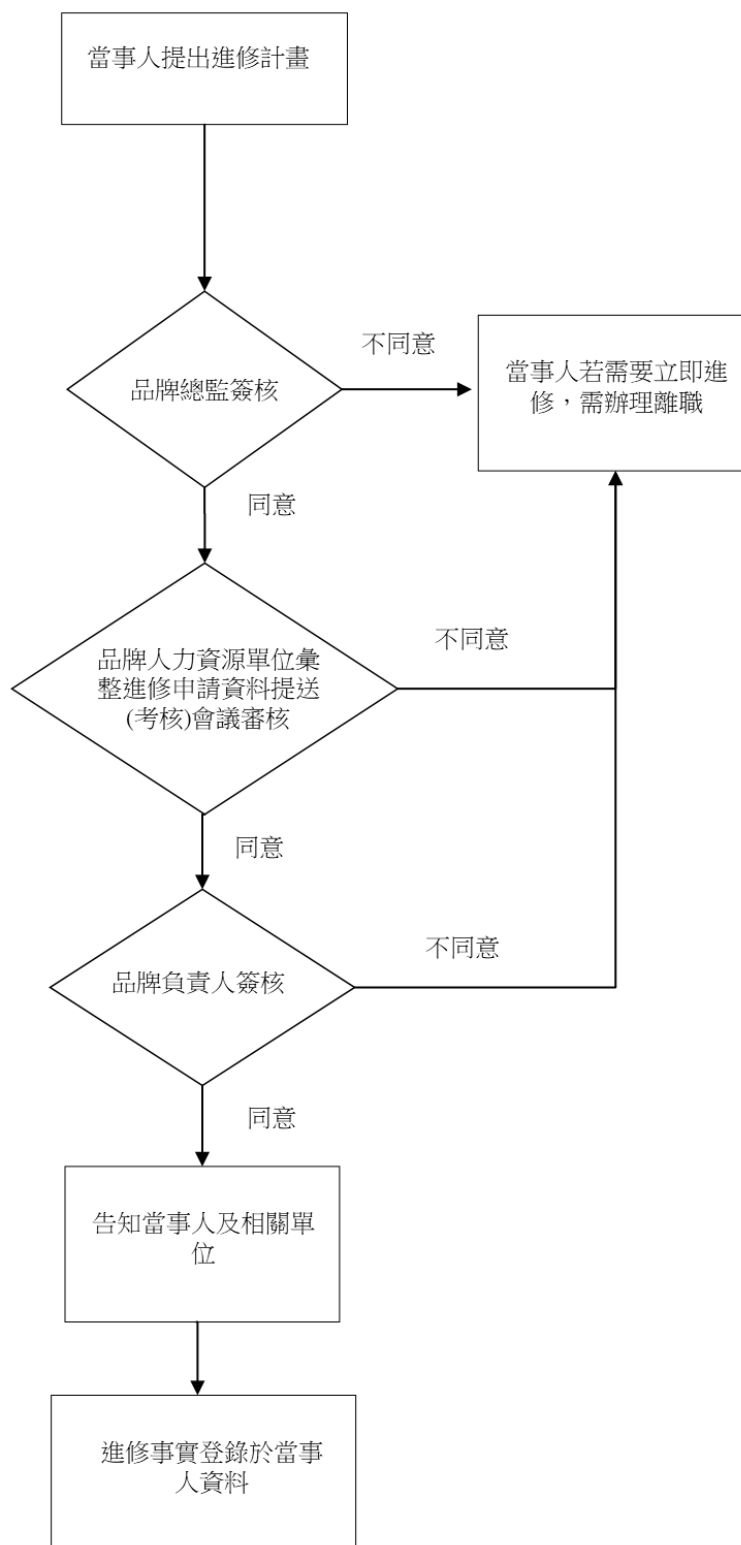 當事人提出進修計畫
不同意
品牌總監簽核
當事人若需要立即進
修，需辦理離職
同意
不同意
品牌人力資源單位彙
整進修申請資料提送
(考核)會議審核
同意
不同意
品牌負責人簽核
同意
告知當事人及相關單
位
進修事實登錄於當事
人資料